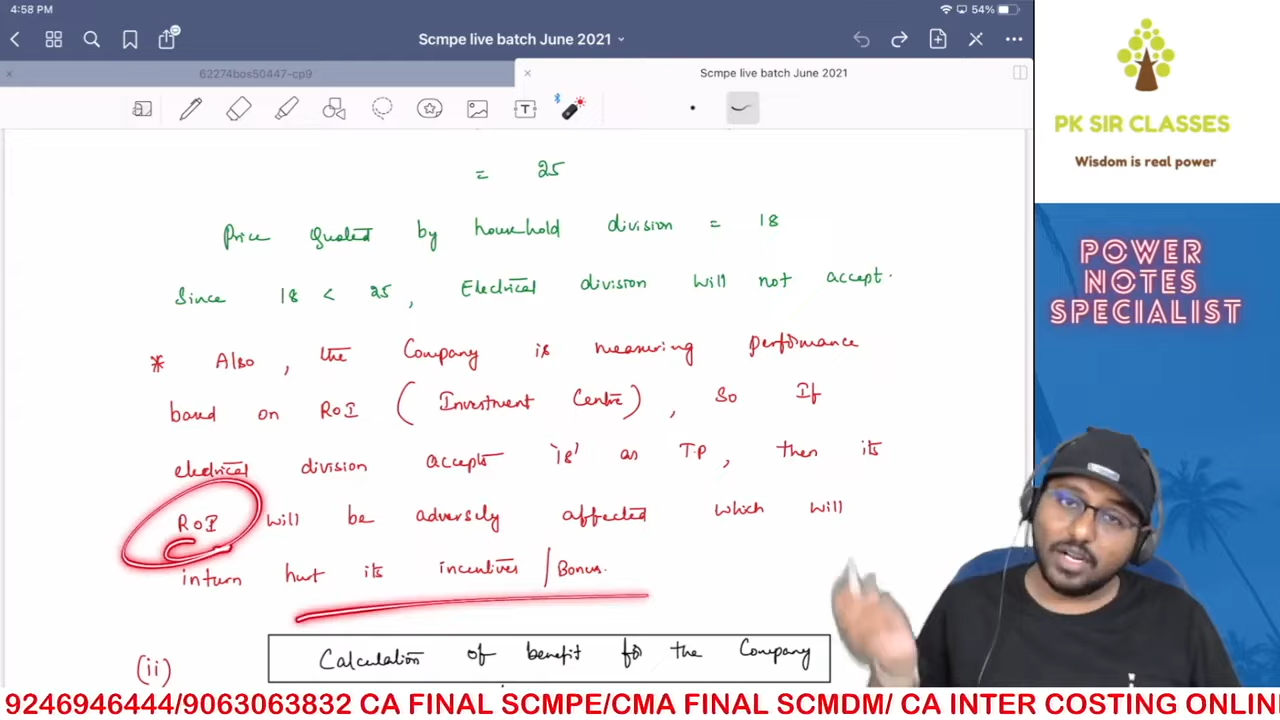 4:58 PM
54%
Scmpe live batch June 2021
62274bos50447-cp9
Scmpe live batch June 2021
= 25
Price Quoted by household division = 18
Since 18 < 25, Electrical division will not accept.
* Also, the Company is measuring performance
based on ROI (Investment Centre), So If
electrical division accepts '18' as T.P, then its
ROI will be adversely affected which will
inturn hurt its incentives / Bonus.
(ii) Calculation of benefit for the Company
PK SIR CLASSES
Wisdom is real power
POWER
NOTES
SPECIALIST
9246946444/9063063832 CA FINAL SCMPE/CMA FINAL SCMDM/ CA INTER COSTING ONLIN